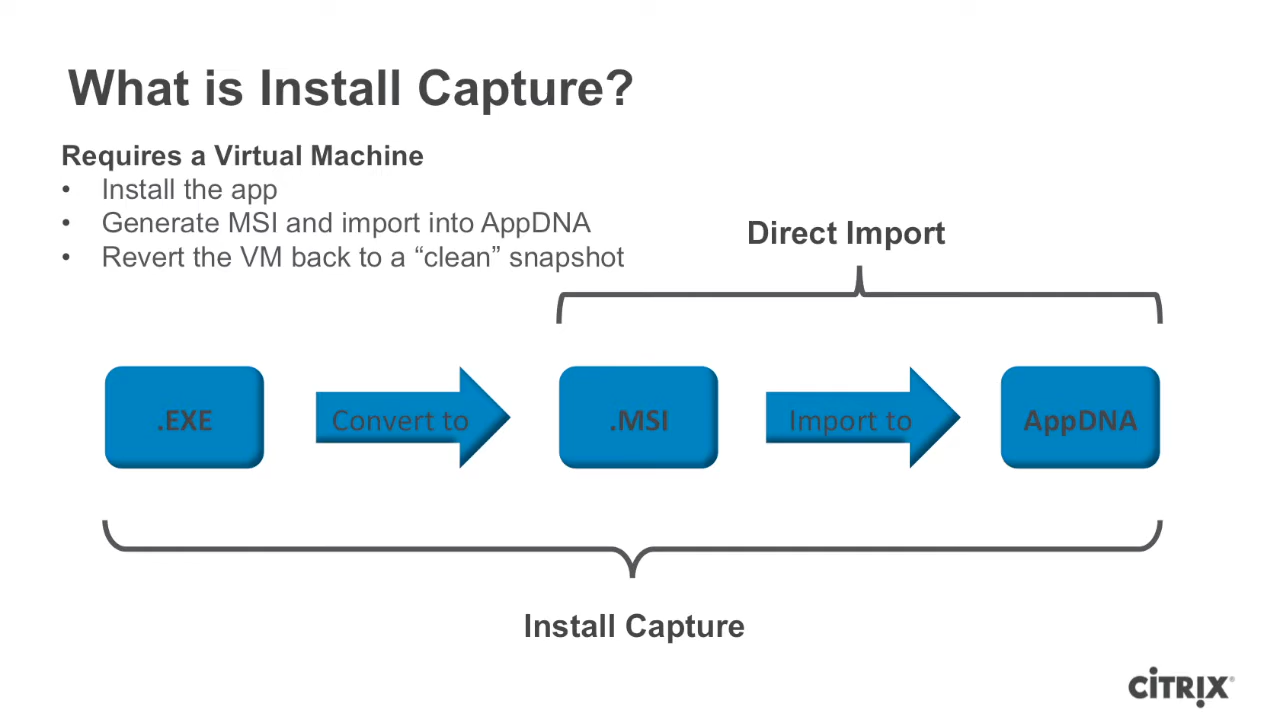 What is Install Capture?
Requires a Virtual Machine
• Install the app
• Generate MSI and import into AppDNA
• Revert the VM back to a “clean” snapshot
Direct Import
.EXE
Convert to
.MSI
Import to
AppDNA
Install Capture
CITRIX®